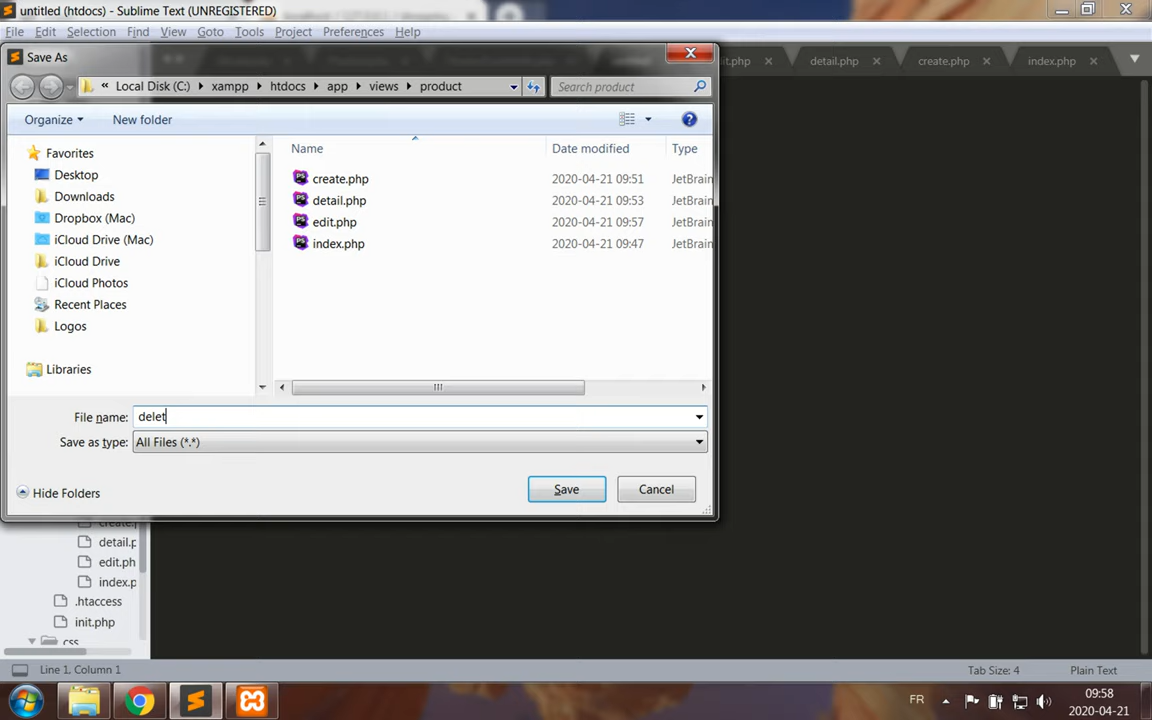 untitled (htdocs) - Sublime Text (UNREGISTERED)
File Edit Selection Find View Goto Tools Project Preferences Help
Save As
dit.php detail.php create.php index.php
« Local Disk (C:) xampp htdocs app views product
Search product
Organize New folder
Favorites
Desktop
Downloads
Dropbox (Mac)
iCloud Drive (Mac)
iCloud Drive
iCloud Photos
Recent Places
Logos
Libraries
Name Date modified Type
create.php 2020-04-21 09:51 JetBrain
detail.php 2020-04-21 09:53 JetBrain
edit.php 2020-04-21 09:57 JetBrain
index.php 2020-04-21 09:47 JetBrain
File name: delet
Save as type: All Files (*.*)
Hide Folders
Save Cancel
create.
detail.p
edit.ph
index.p
.htaccess
init.php
css
Line 1, Column 1
Tab Size: 4 Plain Text
FR
09:58
2020-04-21